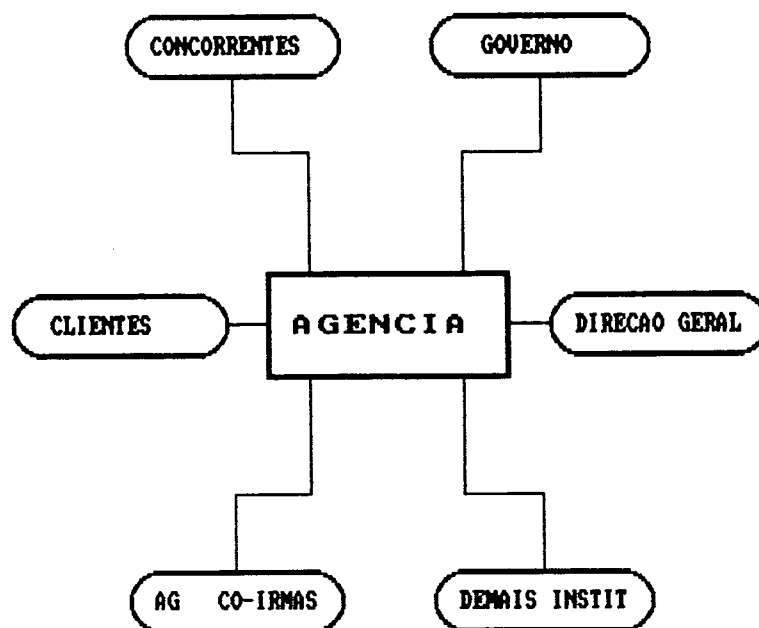 CONCORRENTES
GOVERNO
CLIENTES
AGENCIA
DIRECAO GERAL
AG CO-IRMAS
DEMAIS INSTIT